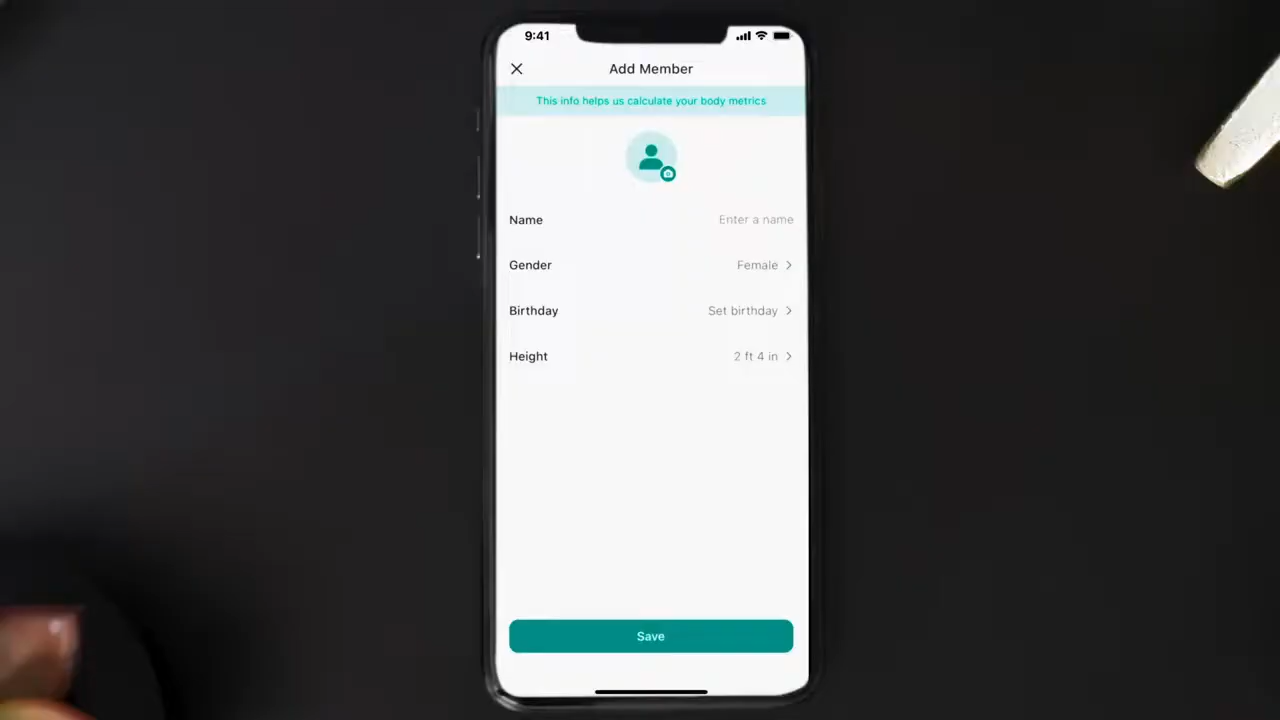 9:41
Add Member
This info helps us calculate your body metrics
Name Enter a name
Gender Female
Birthday Set birthday
Height 2 ft 4 in
Save